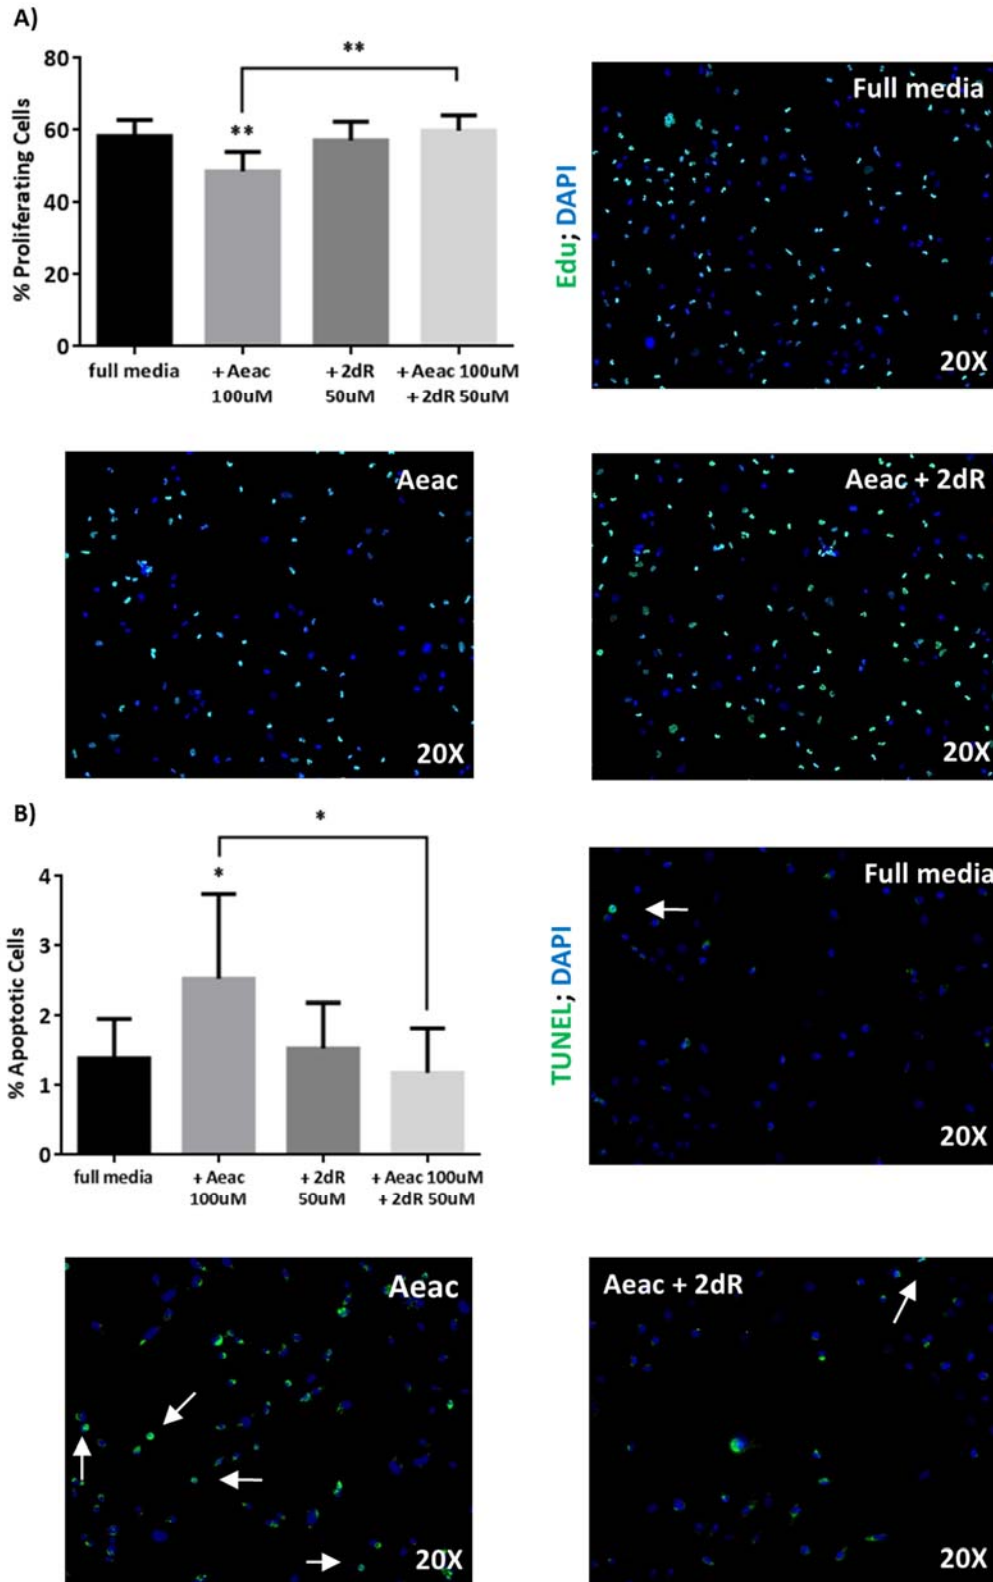 A)
80
60
40
20
0
% Proliferating Cells
**
**
full media
+ Aeac
100uM
+ 2dR
50uM
+ Aeac 100uM
+ 2dR 50uM
Edu; DAPI
Full media
20X
Aeac
20X
Aeac + 2dR
20X
B)
4
3
2
1
0
% Apoptotic Cells
*
*
full media
+ Aeac
100uM
+ 2dR
50uM
+ Aeac 100uM
+ 2dR 50uM
TUNEL; DAPI
Full media
20X
Aeac
20X
Aeac + 2dR
20X